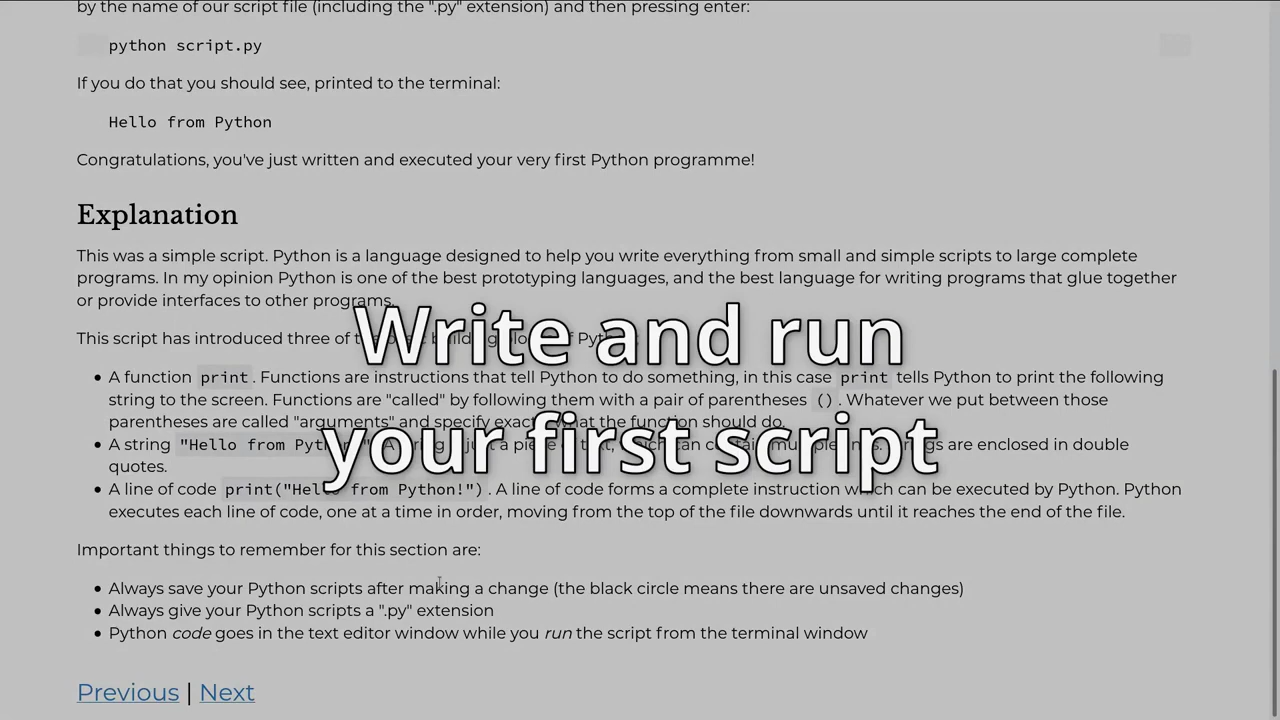 by the name of our script file (including the ".py" extension) and then pressing enter:
python script.py
If you do that you should see, printed to the terminal:
Hello from Python
Congratulations, you've just written and executed your very first Python programme!
Explanation
This was a simple script. Python is a language designed to help you write everything from small and simple scripts to large complete
programs. In my opinion Python is one of the best prototyping languages, and the best language for writing programs that glue together
or provide interfaces to other programs.
Write and run
your first script
This script has introduced three of
A function print. Functions are instructions that tell Python to do something, in this case print tells Python to print the following
string to the screen. Functions are "called" by following them with a pair of parentheses (). Whatever we put between those
parentheses are called "arguments" and specify exactly what the function should do.
A string "Hello from are enclosed in double
quotes.
A line of code print("Hello from Python!"). A line of code forms a complete instruction which can be executed by Python. Python
executes each line of code, one at a time in order, moving from the top of the file downwards until it reaches the end of the file.
Important things to remember for this section are:
Always save your Python scripts after making a change (the black circle means there are unsaved changes)
Always give your Python scripts a ".py" extension
Python code goes in the text editor window while you run the script from the terminal window
Previous | Next